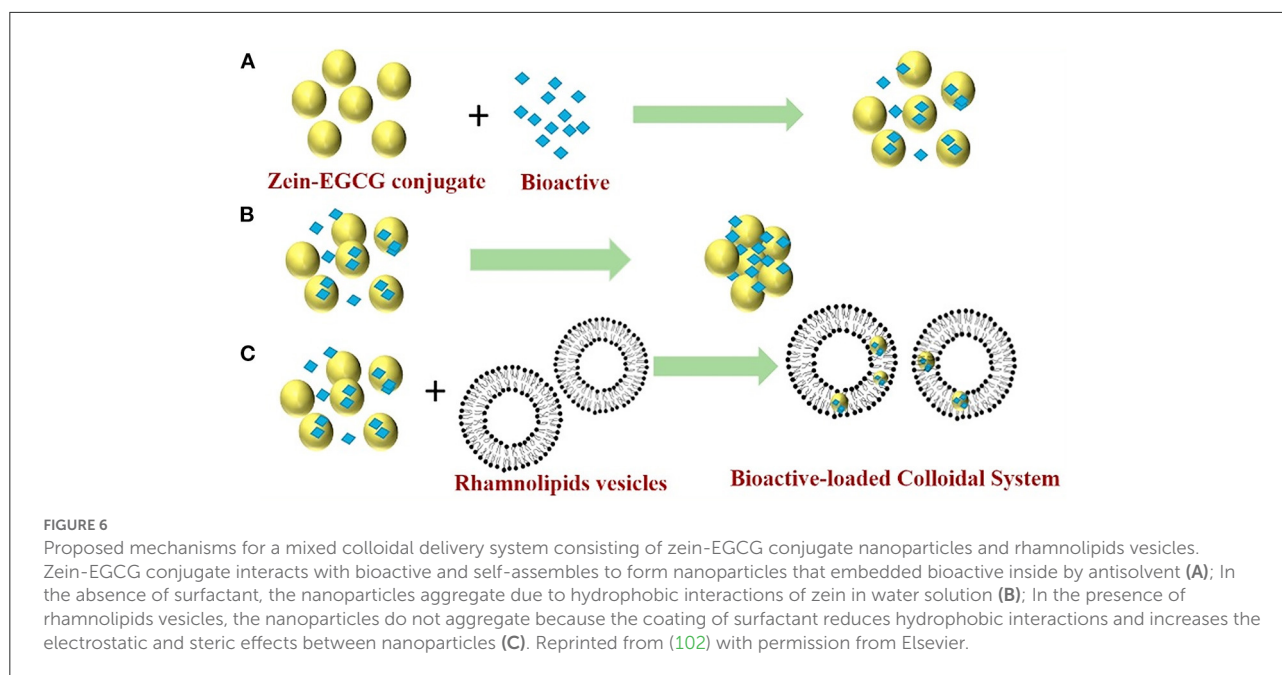 A
+
Zein-EGCG conjugate
Bioactive
B
C
+
Rhamnolipids vesicles
Bioactive-loaded Colloidal System
FIGURE 6
Proposed mechanisms for a mixed colloidal delivery system consisting of zein-EGCG conjugate nanoparticles and rhamnolipids vesicles.
Zein-EGCG conjugate interacts with bioactive and self-assembles to form nanoparticles that embedded bioactive inside by antisolvent (A); In
the absence of surfactant, the nanoparticles aggregate due to hydrophobic interactions of zein in water solution (B); In the presence of
rhamnolipids vesicles, the nanoparticles do not aggregate because the coating of surfactant reduces hydrophobic interactions and increases the
electrostatic and steric effects between nanoparticles (C). Reprinted from (102) with permission from Elsevier.